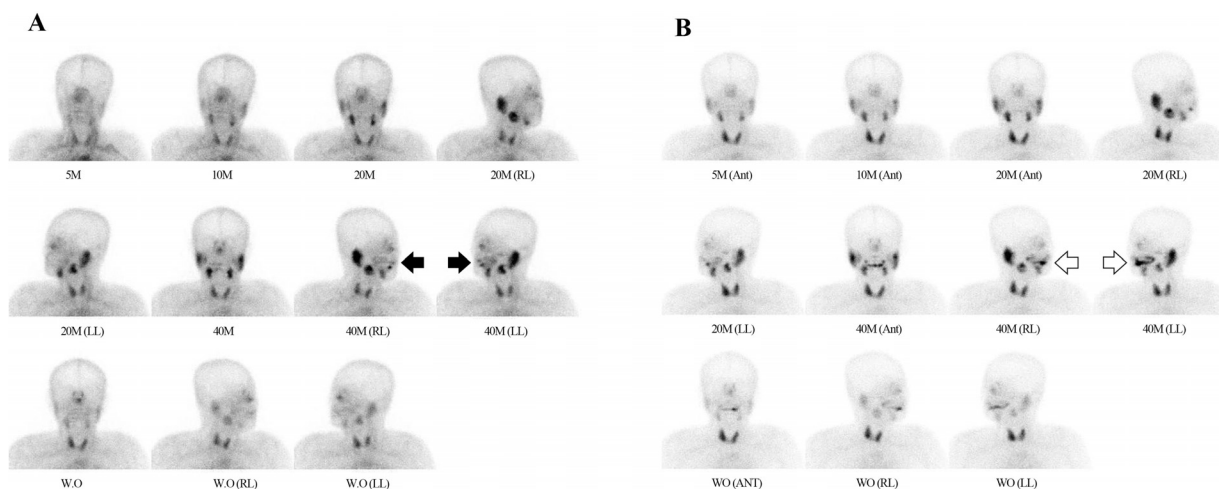 A
5M 10M 20M 20M (RL)
20M (LL) 40M 40M (RL) 40M (LL)
W.O W.O (RL) W.O (LL)
B
5M (Ant) 10M (Ant) 20M (Ant) 20M (RL)
20M (LL) 40M (Ant) 40M (RL) 40M (LL)
WO (ANT) WO (RL) WO (LL)